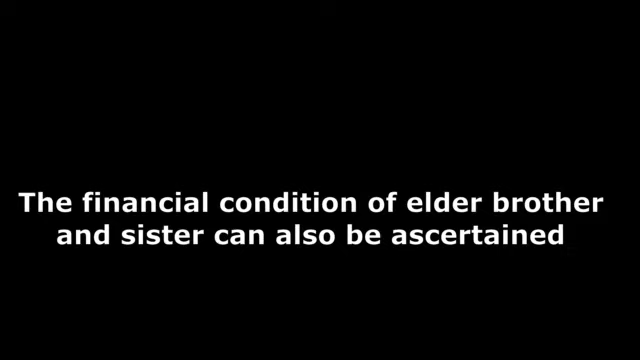 The financial condition of elder brother
and sister can also be ascertained